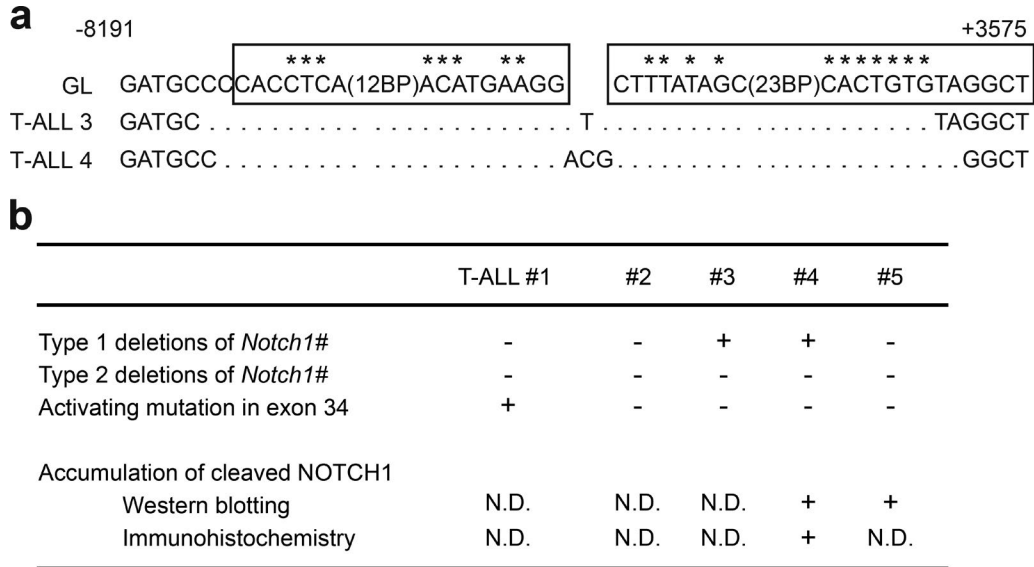 a
-8191 +3575
*** *** ** ** * * *******
GL GATGCCCCACCTCA(12BP)ACATGAAGG CTTTATAGC(23BP)CACTGTGTAGGCT
T-ALL 3 GATGC . . . . . . . . . . . . . . . . . . . . . . . T . . . . . . . . . . . . . . . . . . . . . TAGGCT
T-ALL 4 GATGCC . . . . . . . . . . . . . . . . . . . . . ACG . . . . . . . . . . . . . . . . . . . . . . GGCT
b
T-ALL #1 #2 #3 #4 #5
Type 1 deletions of Notch1# - - + + -
Type 2 deletions of Notch1# - - - - -
Activating mutation in exon 34 + - - - -
Accumulation of cleaved NOTCH1
Western blotting N.D. N.D. N.D. + +
Immunohistochemistry N.D. N.D. N.D. + N.D.